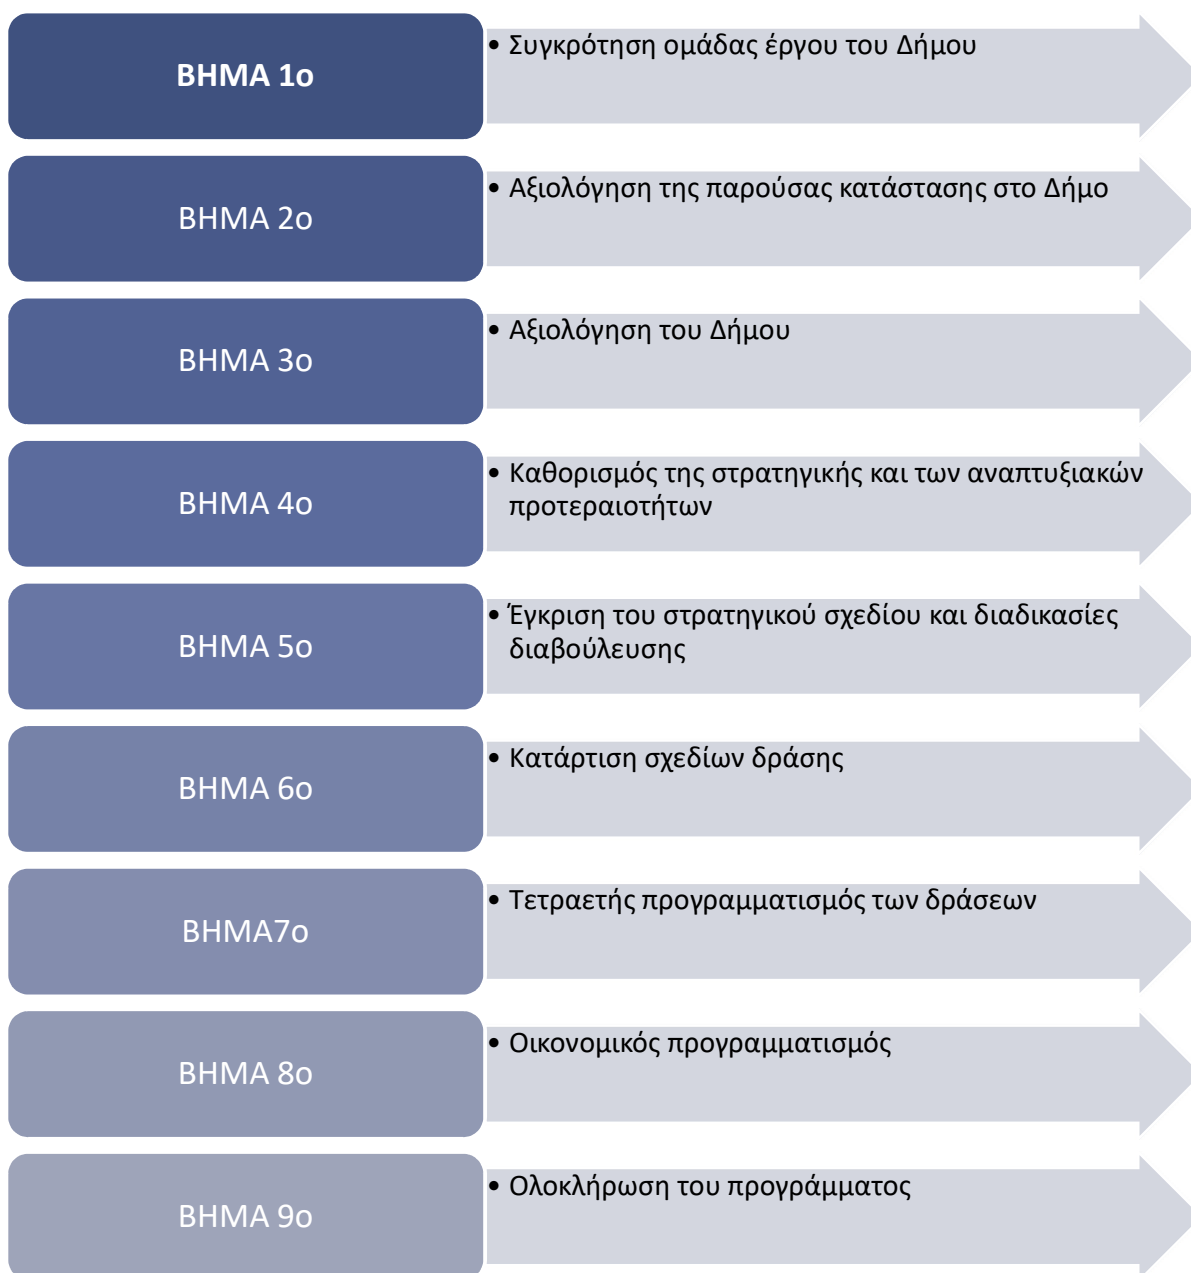 ΒΗΜΑ 1ο
• Συγκρότηση ομάδας έργου του Δήμου
ΒΗΜΑ 2ο
• Αξιολόγηση της παρούσας κατάστασης στο Δήμο
ΒΗΜΑ 3ο
• Αξιολόγηση του Δήμου
ΒΗΜΑ 4ο
• Καθορισμός της στρατηγικής και των αναπτυξιακών
προτεραιοτήτων
ΒΗΜΑ 5ο
• Έγκριση του στρατηγικού σχεδίου και διαδικασίες
διαβούλευσης
ΒΗΜΑ 6ο
• Κατάρτιση σχεδίων δράσης
ΒΗΜΑ7ο
• Τετραετής προγραμματισμός των δράσεων
ΒΗΜΑ 8ο
• Οικονομικός προγραμματισμός
ΒΗΜΑ 9ο
• Ολοκλήρωση του προγράμματος